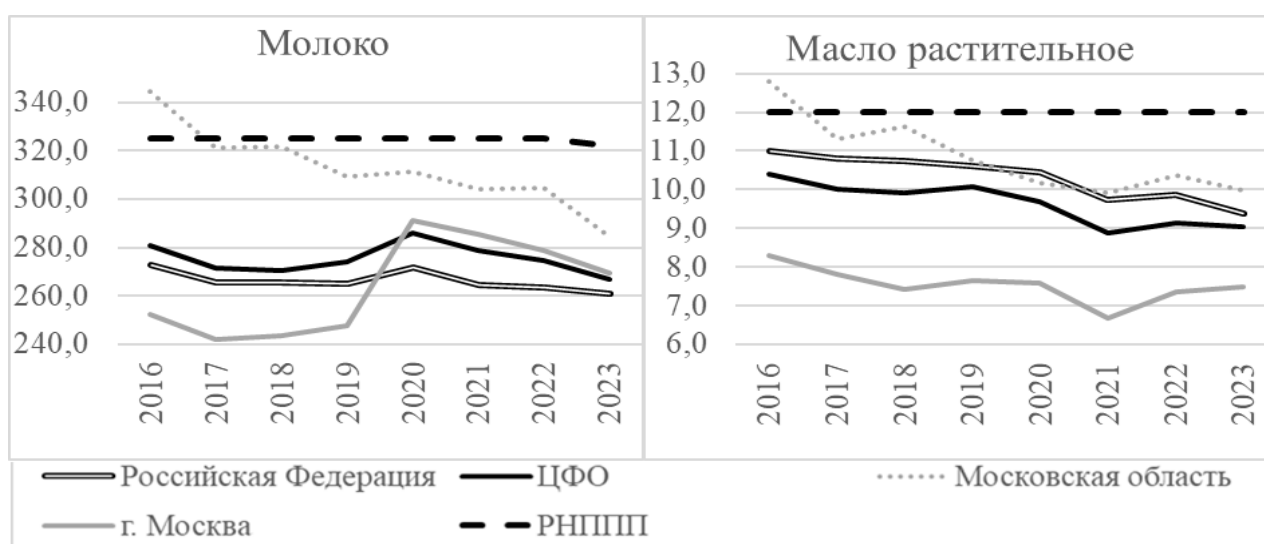 Молоко
340,0
320,0
300,0
280,0
260,0
240,0
2016 2017 2018 2019 2020 2021 2022 2023
Масло растительное
13,0
12,0
11,0
10,0
9,0
8,0
7,0
6,0
2016 2017 2018 2019 2020 2021 2022 2023
Российская Федерация ЦФО Московская область
г. Москва РНППП